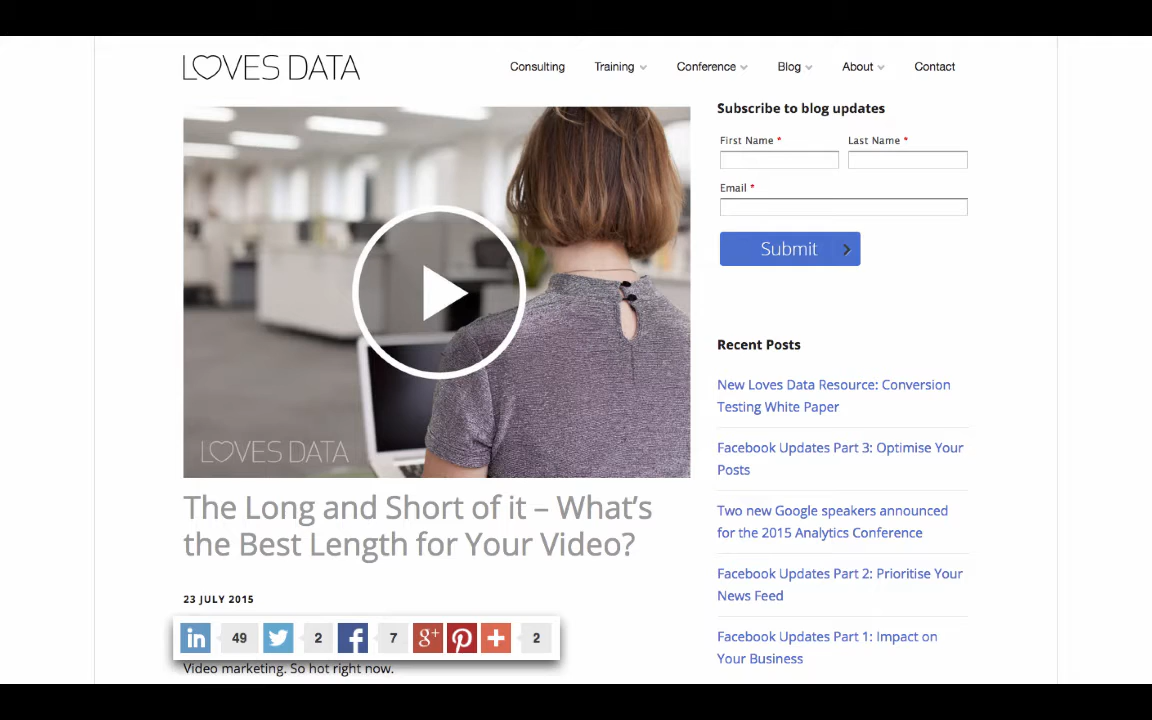 LOVES DATA
Consulting
Training
Conference
Blog
About
Contact
LOVES DATA
The Long and Short of it – What's
the Best Length for Your Video?
23 JULY 2015
in 49 2 f 7 g+ 2
Video marketing. So hot right now.
Subscribe to blog updates
First Name * Last Name *
Email *
Submit
Recent Posts
New Loves Data Resource: Conversion
Testing White Paper
Facebook Updates Part 3: Optimise Your
Posts
Two new Google speakers announced
for the 2015 Analytics Conference
Facebook Updates Part 2: Prioritise Your
News Feed
Facebook Updates Part 1: Impact on
Your Business